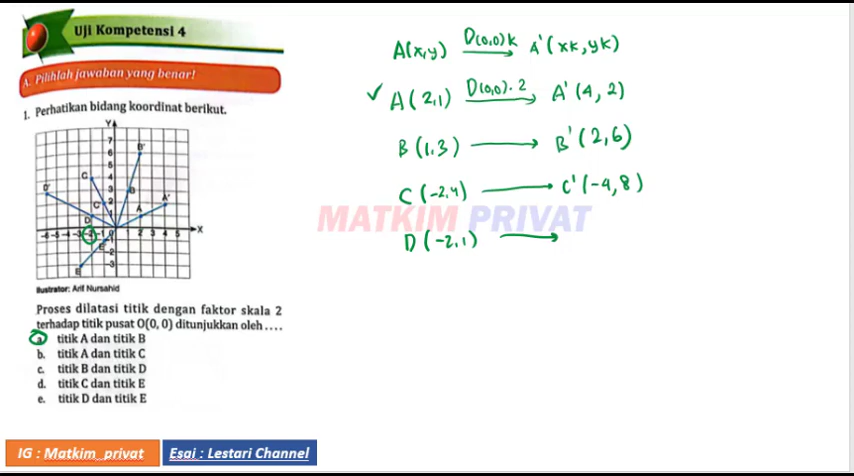 Uji Kompetensi 4
A. Pilihlah jawaban yang benar!
1. Perhatikan bidang koordinat berikut.
Ilustrator: Arif Nursahid
Proses dilatasi titik dengan faktor skala 2
terhadap titik pusat O(0, 0) ditunjukkan oleh ....
a. titik A dan titik B
b. titik A dan titik C
c. titik B dan titik D
d. titik C dan titik E
e. titik D dan titik E
A(x,y) D(0,0)k A'(xk,yk)
✓ A(2,1) D(0,0).2 A'(4,2)
B(1,3) → B'(2,6)
C(-2,4) → C'(-4,8)
MATKIM PRIVAT
D(-2,1) →
IG : Matkim_privat
Esai : Lestari Channel